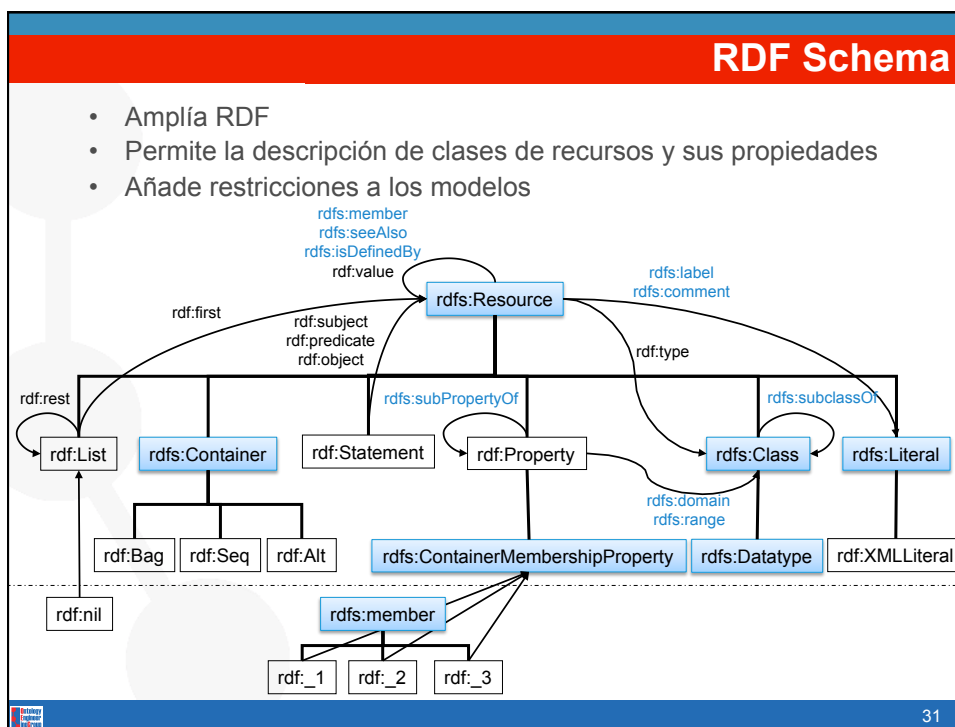 RDF Schema
• Amplía RDF
• Permite la descripción de clases de recursos y sus propiedades
• Añade restricciones a los modelos
rdfs:member
rdfs:seeAlso
rdfs:isDefinedBy
rdf:value
rdfs:Resource
rdfs:label
rdfs:comment
rdf:first
rdf:subject
rdf:predicate
rdf:object
rdf:type
rdf:rest
rdfs:subPropertyOf
rdfs:subclassOf
rdf:List
rdfs:Container
rdf:Statement
rdf:Property
rdfs:Class
rdfs:Literal
rdfs:domain
rdfs:range
rdf:Bag
rdf:Seq
rdf:Alt
rdfs:ContainerMembershipProperty
rdfs:Datatype
rdf:XMLLiteral
rdf:nil
rdfs:member
rdf:_1
rdf:_2
rdf:_3
31